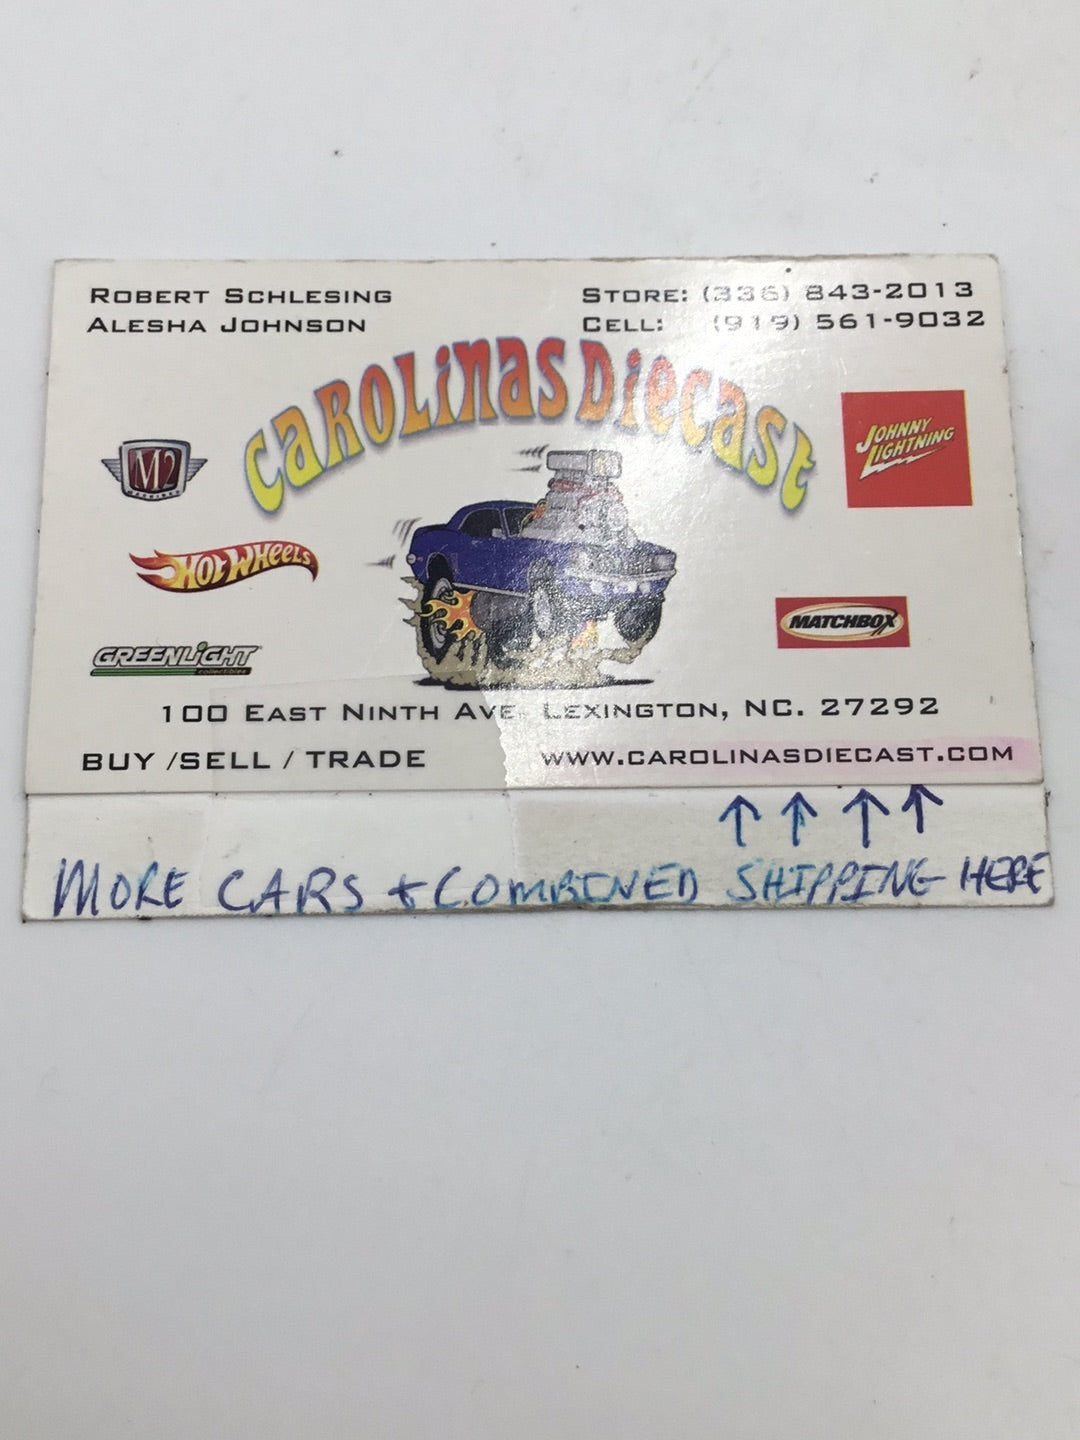 ROBERT SCHLESING
ALESHA JOHNSON
STORE: (336) 843-2013
CELL: (919) 561-9032
CAROLINAS DIECAST
M2
MACHINES
JOHNNY
LIGHTNING
HOT WHEELS
MATCHBOX
GREENLIGHT
collectibles
100 EAST NINTH AVE. LEXINGTON, NC. 27292
BUY /SELL / TRADE
WWW.CAROLINASDIECAST.COM
MORE CARS + COMBINED SHIPPING HERE